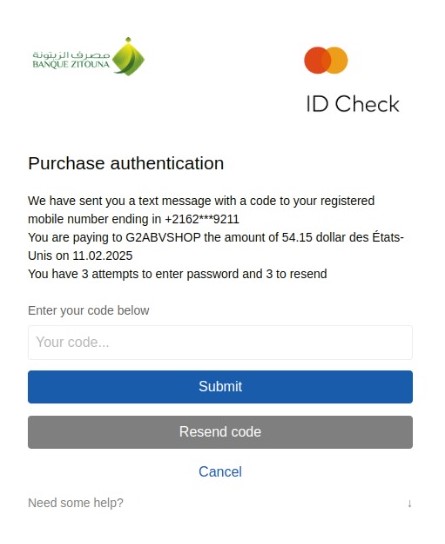 مصرف الزيتونة
BANQUE ZITOUNA
ID Check
Purchase authentication
We have sent you a text message with a code to your registered
mobile number ending in +2162***9211
You are paying to G2ABVSHOP the amount of 54.15 dollar des États-
Unis on 11.02.2025
You have 3 attempts to enter password and 3 to resend
Enter your code below
Your code...
Submit
Resend code
Cancel
Need some help? ↓